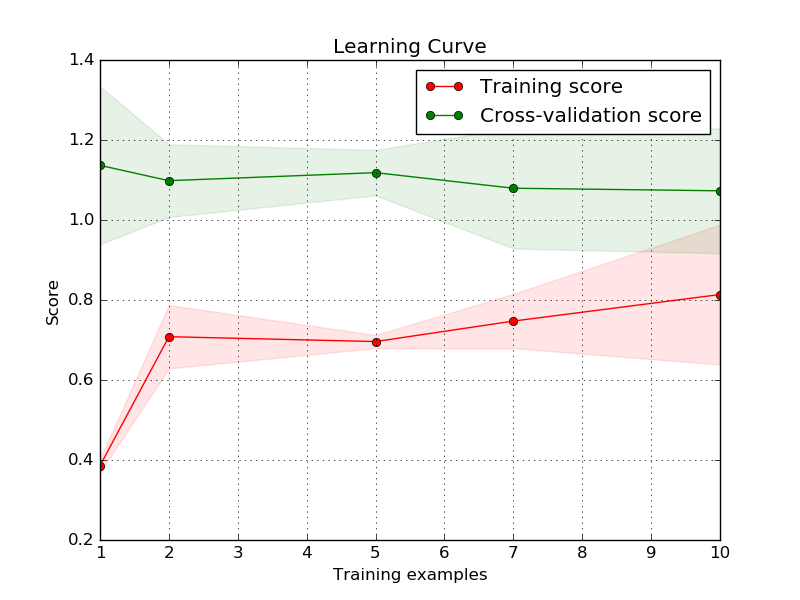 Learning Curve
1.4
1.2
1.0
0.8
0.6
0.4
0.2
Score
Training score
Cross-validation score
1 2 3 4 5 6 7 8 9 10
Training examples